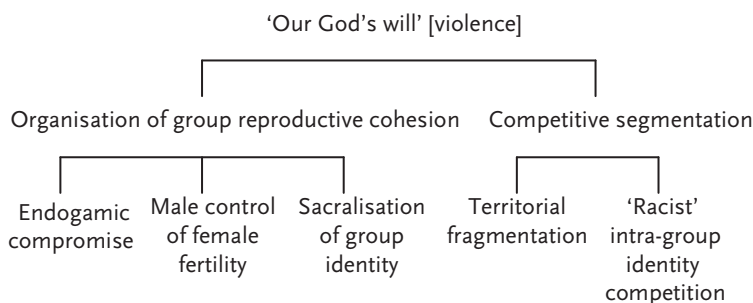 ‘Our God’s will’ [violence]
Organisation of group reproductive cohesion
Competitive segmentation
Endogamic
compromise
Male control
of female
fertility
Sacralisation
of group
identity
Territorial
fragmentation
‘Racist’
intra-group
identity
competition